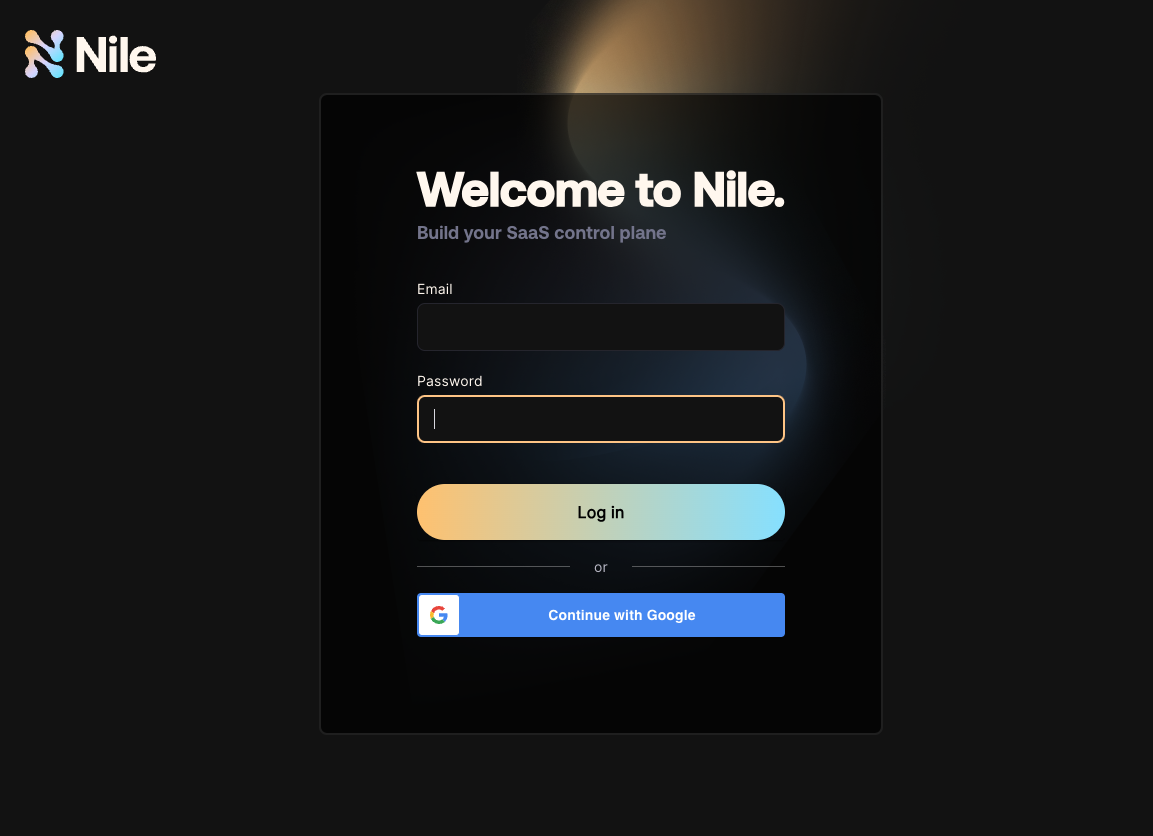 Nile
Welcome to Nile.
Build your SaaS control plane
Email
Password
Log in
or
Continue with Google